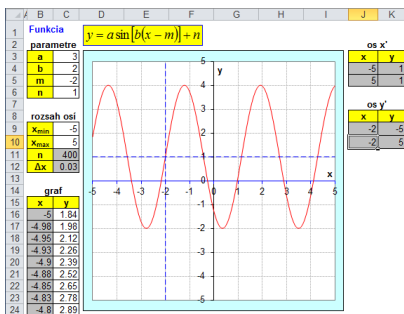 A B C D E F G H I J K
1 Funkcia y = a sin[b(x − m)] + n
2 parametre os x'
3 a 3 x y
4 b 2 -5 1
5 m -2 5 1
6 n 1
7 os y'
8 rozsah osí x y
9 xmin -5 -2 -5
10 xmax 5 -2 5
11 n 400
12 Δx 0.03
13
14 graf
15 x y
16 -5 1.84
17 -4.98 1.98
18 -4.95 2.12
19 -4.93 2.26
20 -4.9 2.39
21 -4.88 2.52
22 -4.85 2.65
23 -4.83 2.78
24 -4.8 2.89
y
5
4
3
2
1
0
-1
-2
-3
-4
-5
x
-5 -4 -3 -2 -1 0 1 2 3 4 5